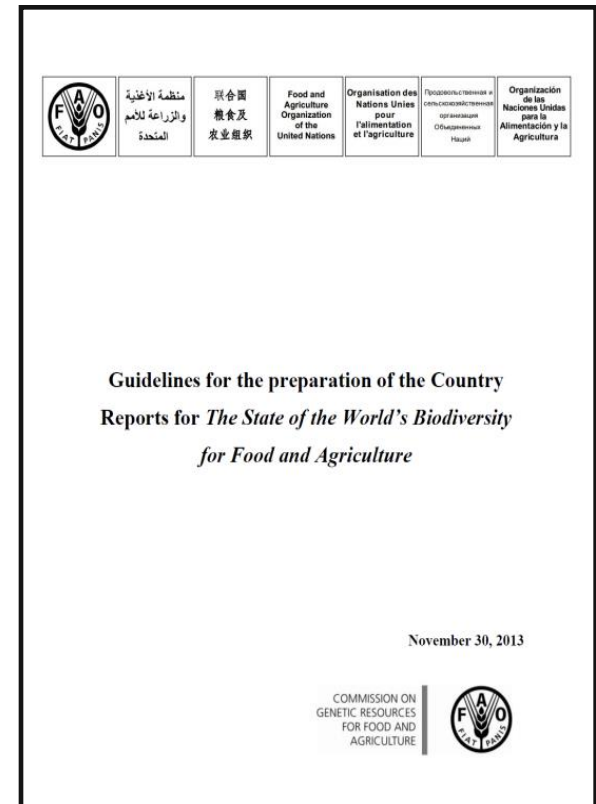 F A O
FIAT PANIS
منظمة الأغذية
والزراعة للأمم
المتحدة
联合国
粮食及
农业组织
Food and
Agriculture
Organization
of the
United Nations
Organisation des
Nations Unies
pour
l'alimentation
et l'agriculture
Продовольственная и
сельскохозяйственная
организация
Объединенных
Наций
Organización
de las
Naciones Unidas
para la
Alimentación y la
Agricultura
Guidelines for the preparation of the Country
Reports for The State of the World's Biodiversity
for Food and Agriculture
November 30, 2013
COMMISSION ON
GENETIC RESOURCES
FOR FOOD AND
AGRICULTURE
F A O
FIAT PANIS